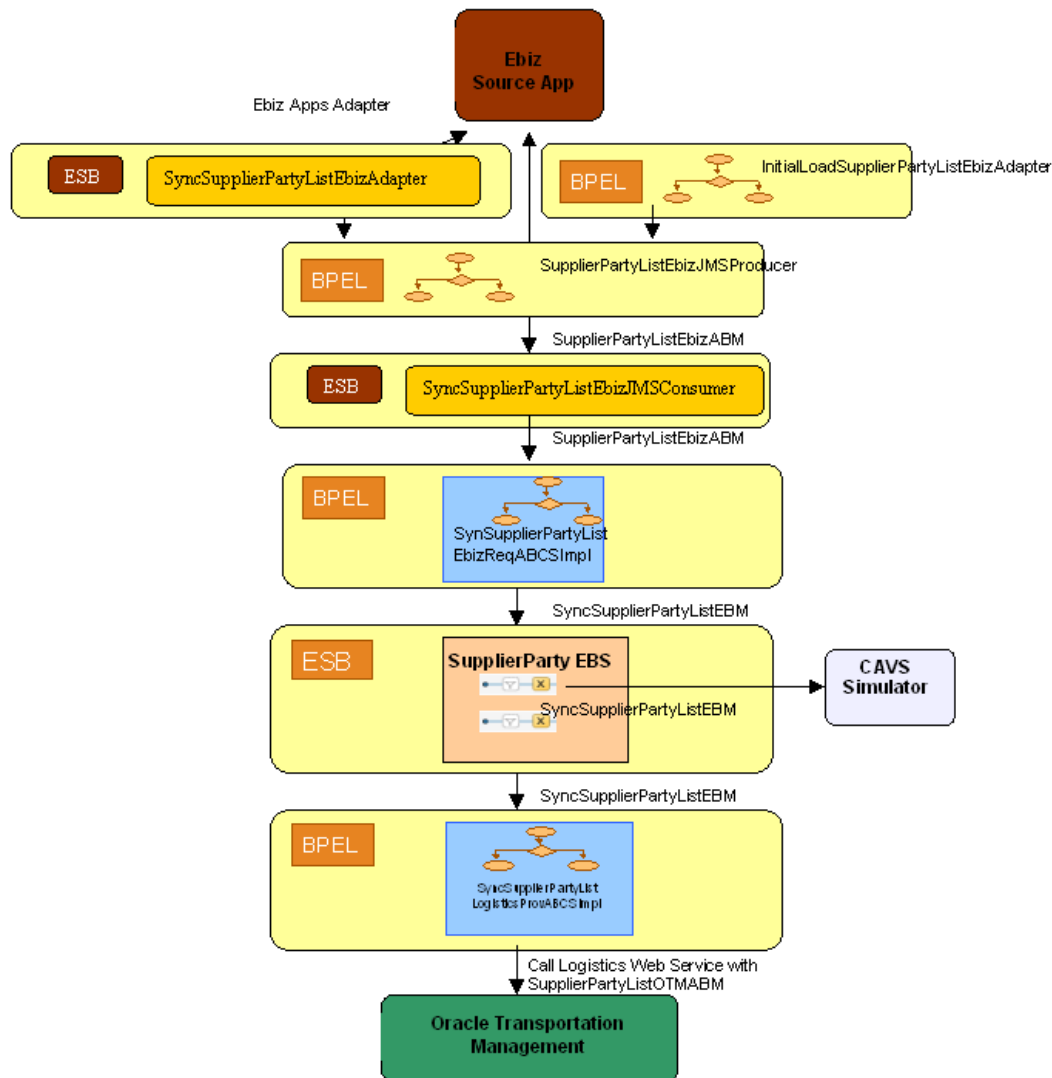 Ebiz
Source App
Ebiz Apps Adapter
ESB
SyncSupplierPartyListEbizAdapter
BPEL
InitialLoadSupplierPartyListEbizAdapter
BPEL
SupplierPartyListEbizJMSProducer
SupplierPartyListEbizABM
ESB
SyncSupplierPartyListEbizJMSConsumer
SupplierPartyListEbizABM
BPEL
SynSupplierPartyList
EbizReqABCSImpl
SyncSupplierPartyListEBM
ESB
SupplierParty EBS
SyncSupplierPartyListEBM
CAVS
Simulator
SyncSupplierPartyListEBM
BPEL
SyncSupplierPartyList
LogisticsProvABCSImpl
Call Logistics Web Service with
SupplierPartyListOTMABM
Oracle Transportation
Management